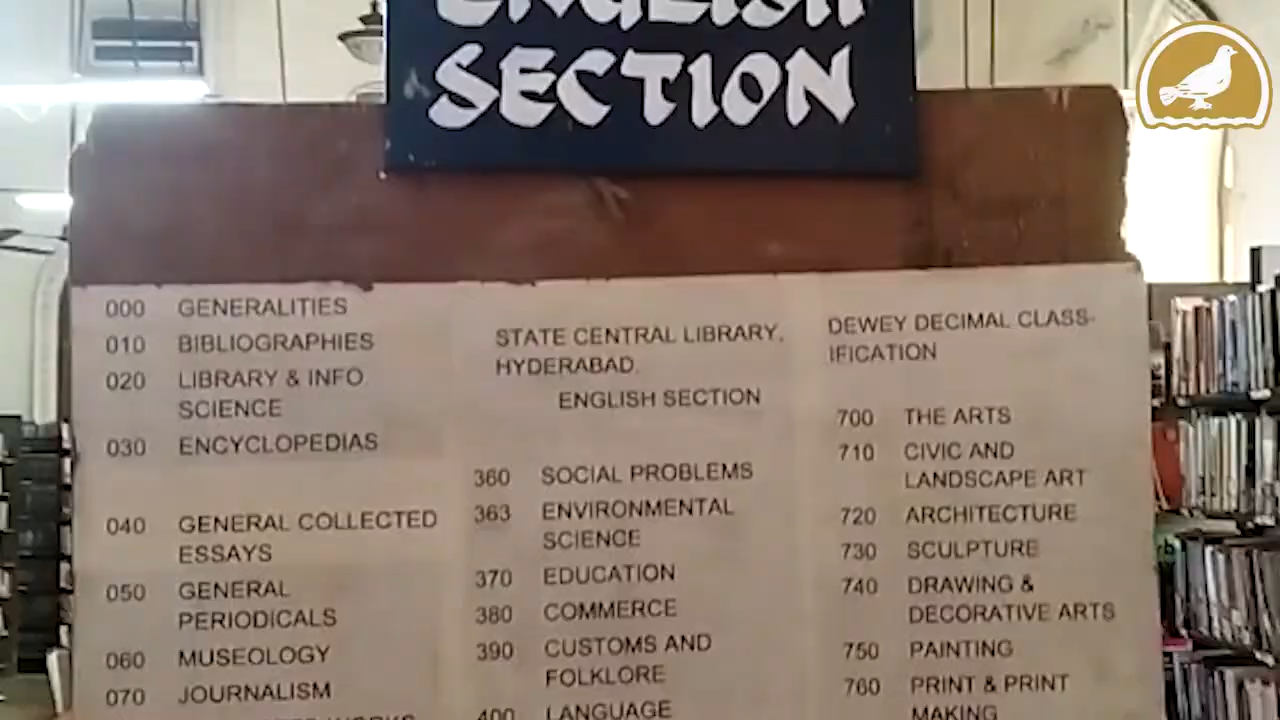 ENGLISH
SECTION
000 GENERALITIES
010 BIBLIOGRAPHIES
020 LIBRARY & INFO
SCIENCE
030 ENCYCLOPEDIAS
040 GENERAL COLLECTED
ESSAYS
050 GENERAL
PERIODICALS
060 MUSEOLOGY
070 JOURNALISM
STATE CENTRAL LIBRARY,
HYDERABAD.
ENGLISH SECTION
360 SOCIAL PROBLEMS
363 ENVIRONMENTAL
SCIENCE
370 EDUCATION
380 COMMERCE
390 CUSTOMS AND
FOLKLORE
400 LANGUAGE
DEWEY DECIMAL CLASS-
IFICATION
700 THE ARTS
710 CIVIC AND
LANDSCAPE ART
720 ARCHITECTURE
730 SCULPTURE
740 DRAWING &
DECORATIVE ARTS
750 PAINTING
760 PRINT & PRINT
MAKING